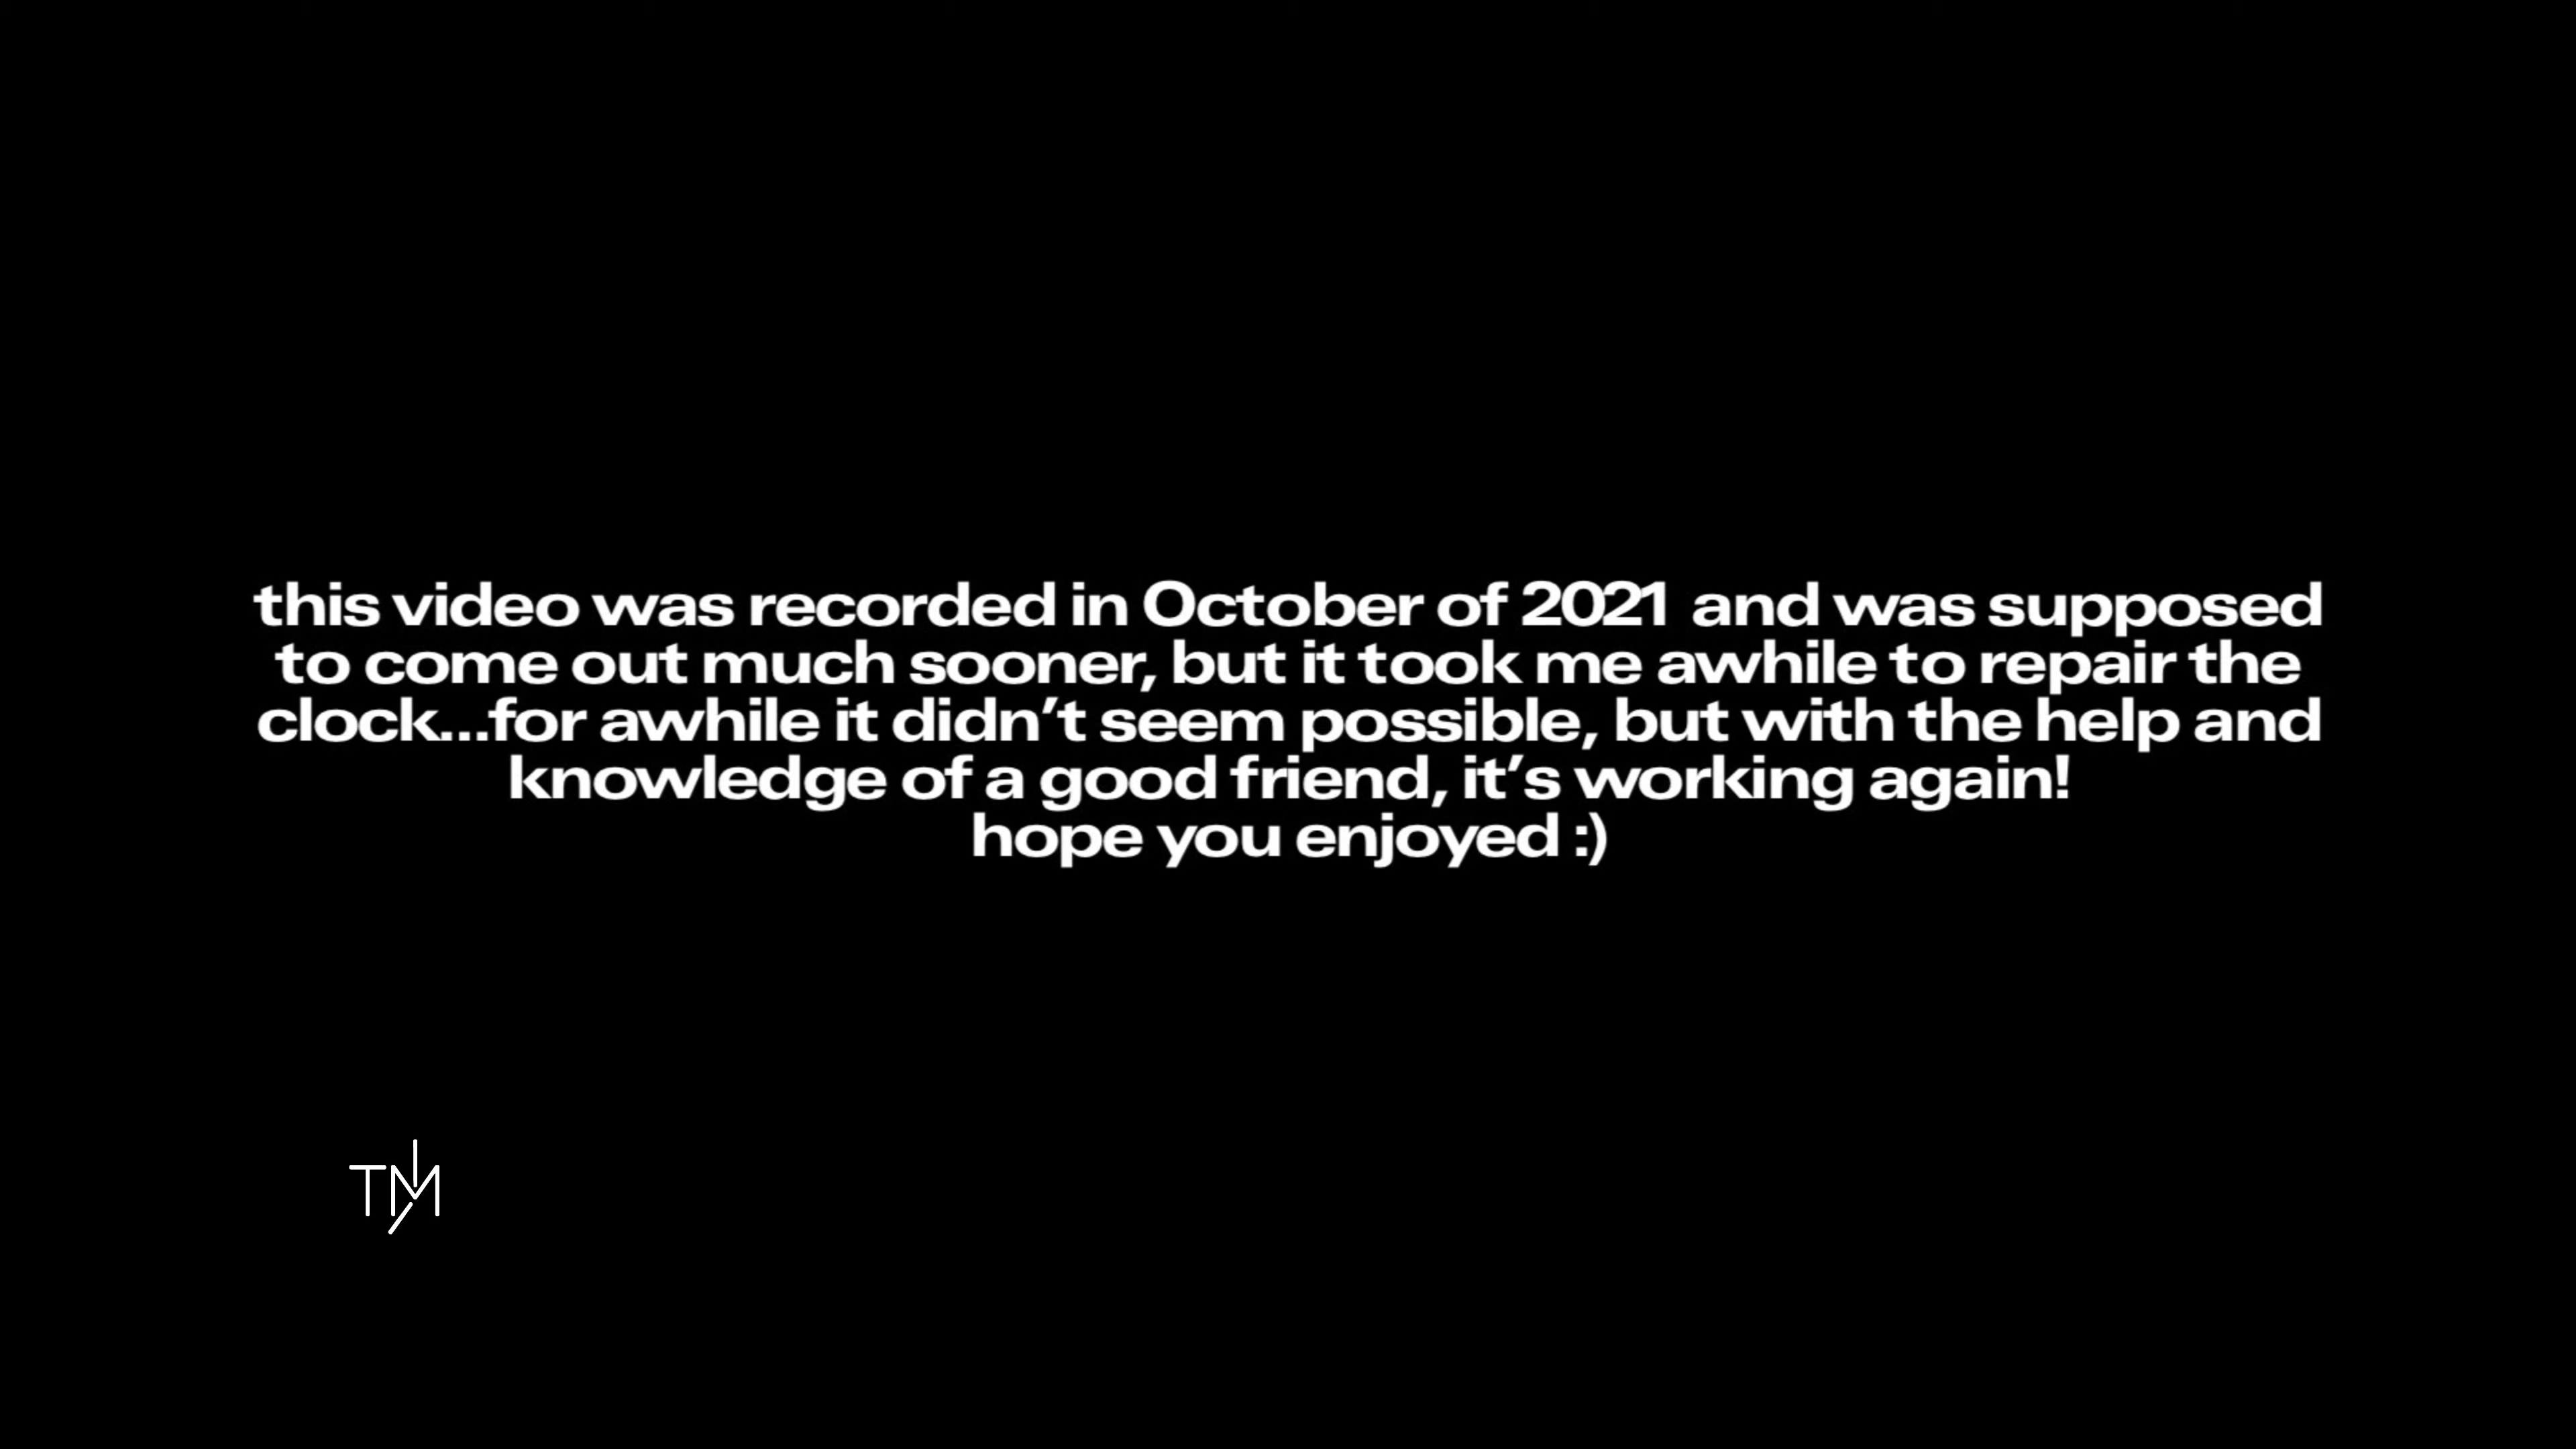 this video was recorded in October of 2021 and was supposed
to come out much sooner, but it took me awhile to repair the
clock...for awhile it didn't seem possible, but with the help and
knowledge of a good friend, it's working again!
hope you enjoyed :)
TM